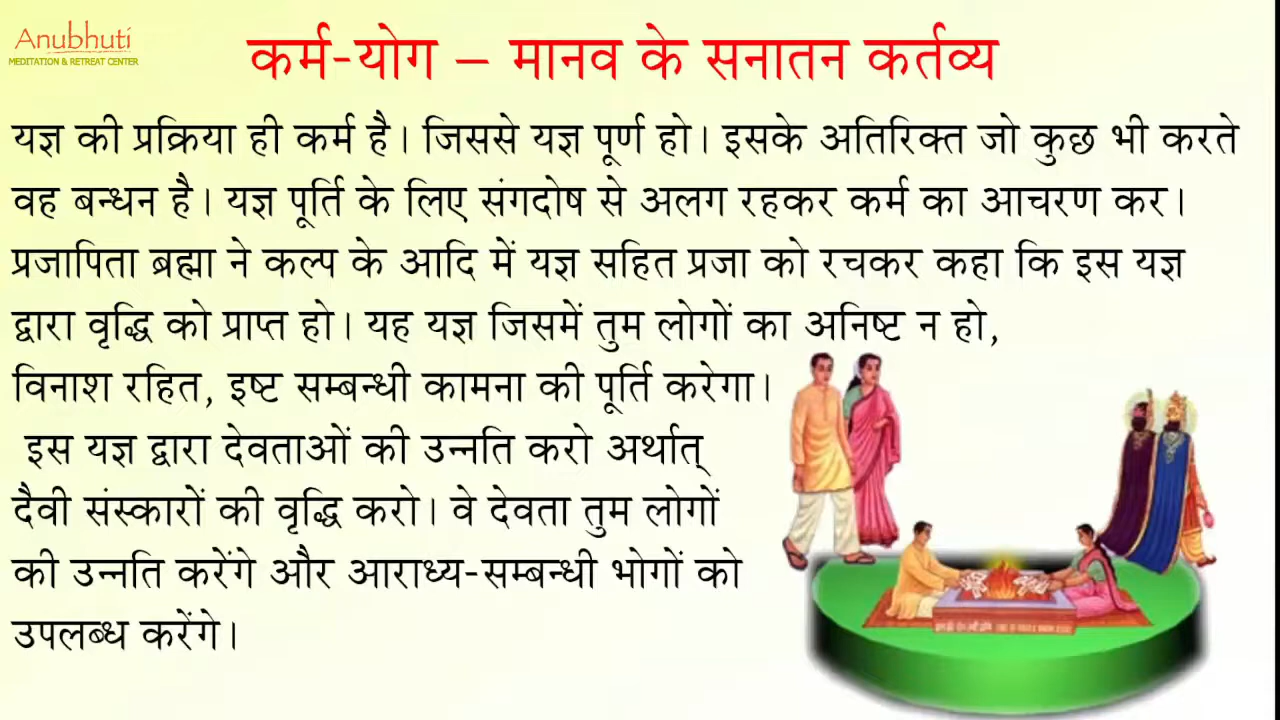 Anubhuti
MEDITATION & RETREAT CENTER
कर्म-योग – मानव के सनातन कर्तव्य
यज्ञ की प्रक्रिया ही कर्म है। जिससे यज्ञ पूर्ण हो। इसके अतिरिक्त जो कुछ भी करते
वह बन्धन है। यज्ञ पूर्ति के लिए संगदोष से अलग रहकर कर्म का आचरण कर।
प्रजापिता ब्रह्मा ने कल्प के आदि में यज्ञ सहित प्रजा को रचकर कहा कि इस यज्ञ
द्वारा वृद्धि को प्राप्त हो। यह यज्ञ जिसमें तुम लोगों का अनिष्ट न हो,
विनाश रहित, इष्ट सम्बन्धी कामना की पूर्ति करेगा।
इस यज्ञ द्वारा देवताओं की उन्नति करो अर्थात्
दैवी संस्कारों की वृद्धि करो। वे देवता तुम लोगों
की उन्नति करेंगे और आराध्य-सम्बन्धी भोगों को
उपलब्ध करेंगे।